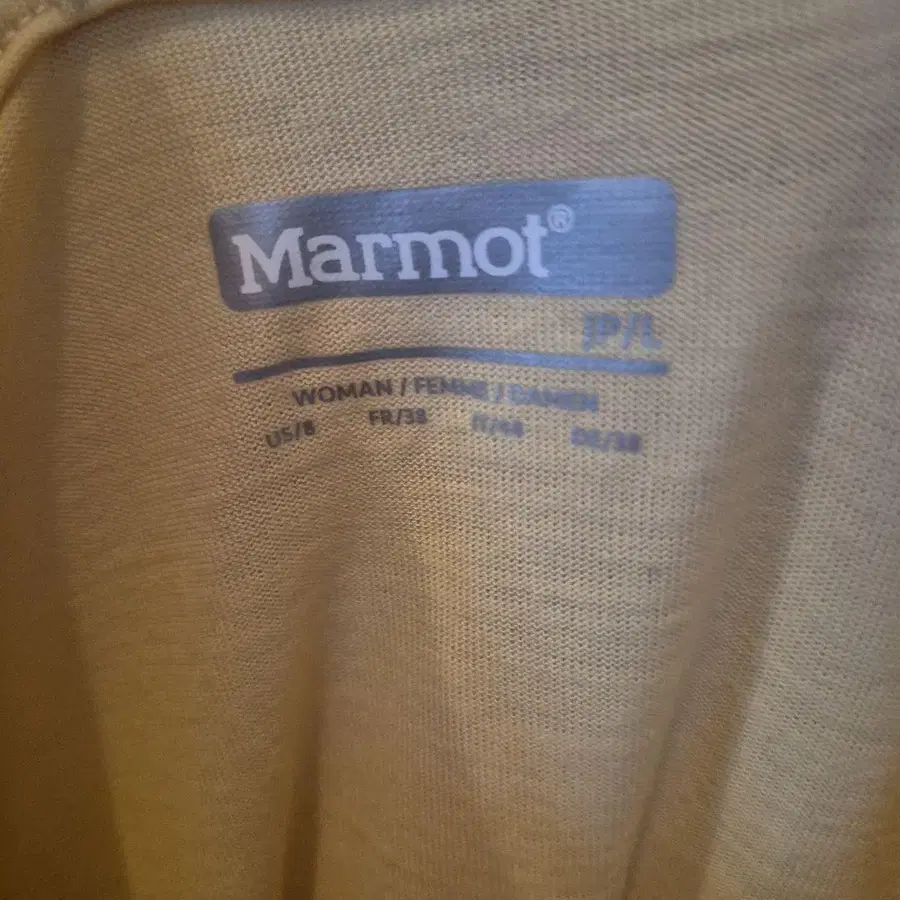 Marmot®
JP/L
WOMAN / FEMME / DAMEN
US/8 FR/38 IT/44 DE/38